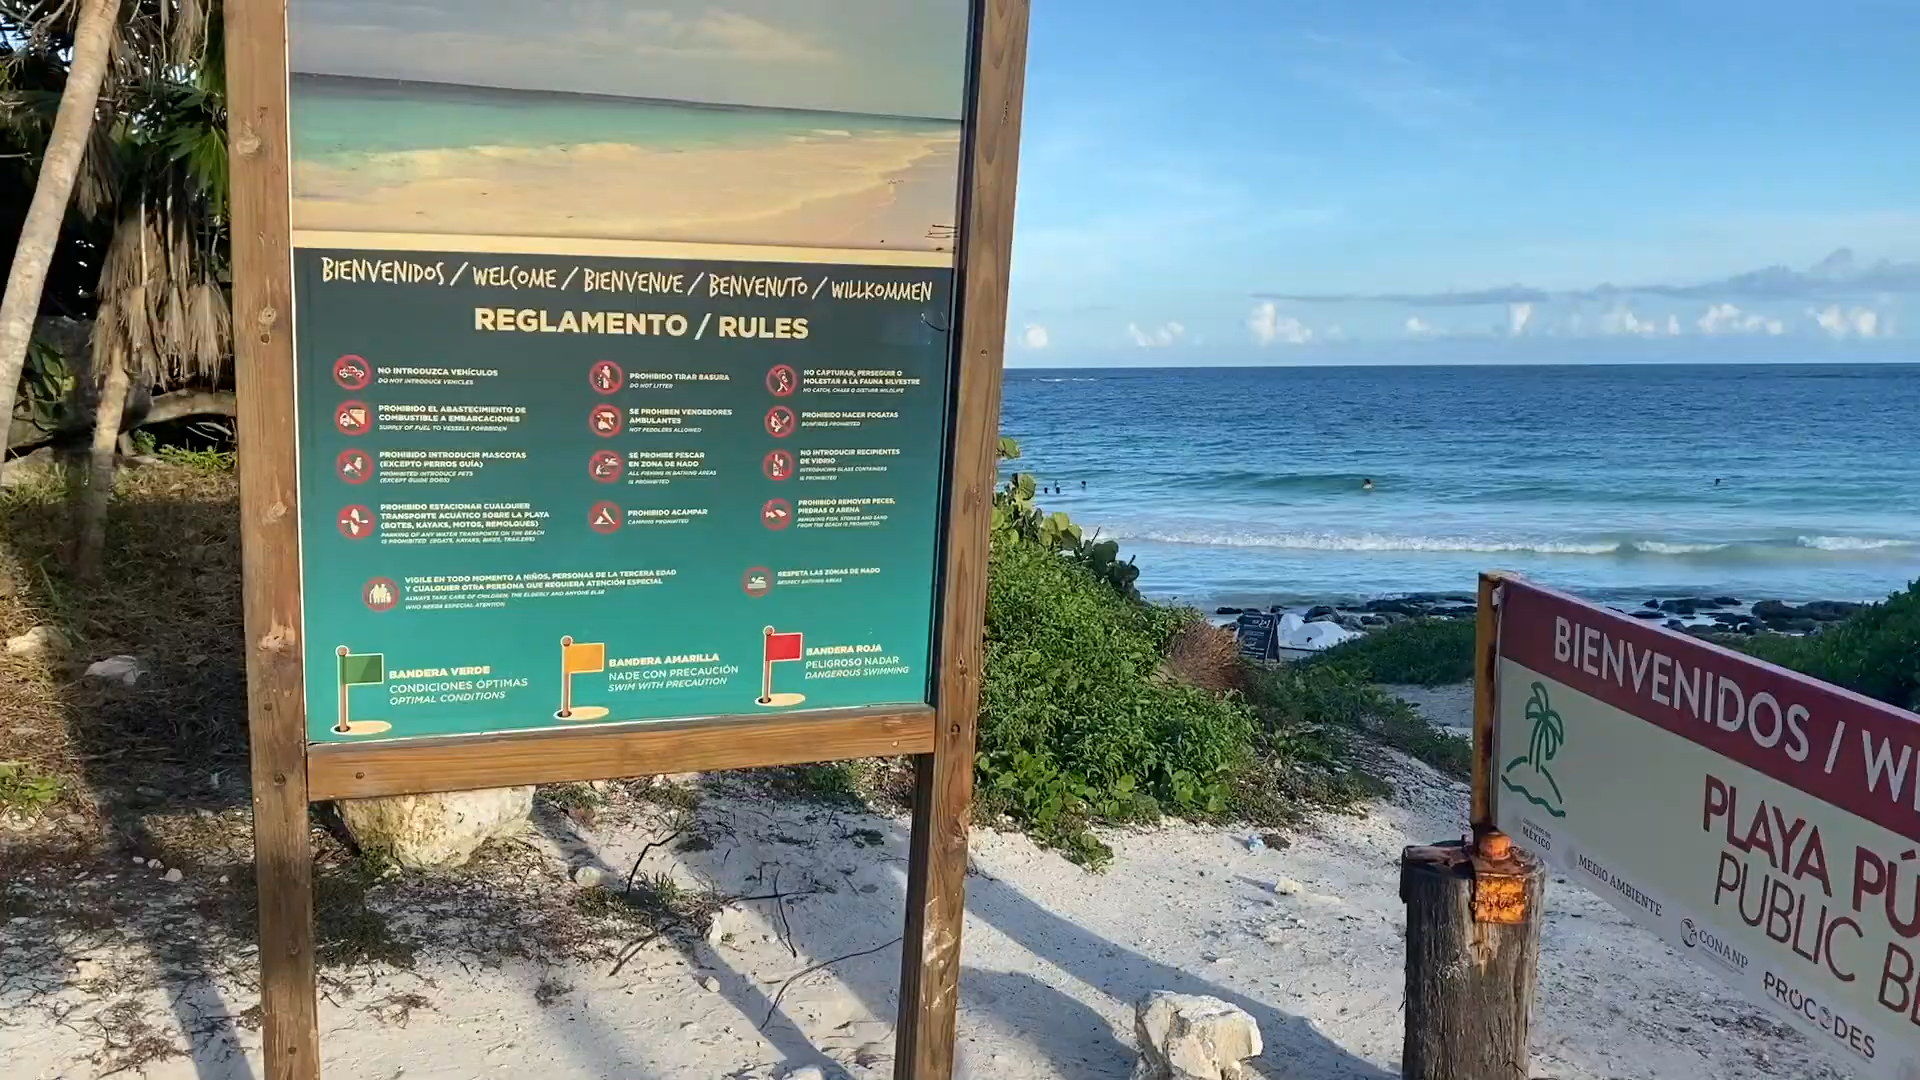 BIENVENIDOS / WELCOME / BIENVENUE / BENVENUTO / WILLKOMMEN
REGLAMENTO / RULES
NO INTRODUZCA VEHÍCULOS
DO NOT INTRODUCE VEHICLES
PROHIBIDO EL ABASTECIMIENTO DE
COMBUSTIBLE A EMBARCACIONES
SUPPLY OF FUEL TO VESSELS FORBIDDEN
PROHIBIDO INTRODUCIR MASCOTAS
(EXCEPTO PERROS GUÍA)
PROHIBITED INTRODUCE PETS
(EXCEPT GUIDE DOGS)
PROHIBIDO ESTACIONAR CUALQUIER
TRANSPORTE ACUÁTICO SOBRE LA PLAYA
(BOTES, KAYAKS, MOTOS, REMOLQUES)
PARKING OF ANY WATER TRANSPORT ON THE BEACH
IS PROHIBITED (BOATS, KAYAKS, BIKES, TRAILERS)
PROHIBIDO TIRAR BASURA
DO NOT LITTER
SE PROHIBEN VENDEDORES
AMBULANTES
NOT PEDDLERS ALLOWED
SE PROHIBE PESCAR
EN ZONA DE NADO
ALL FISHING IN BATHING AREAS
IS PROHIBITED
PROHIBIDO ACAMPAR
CAMPING PROHIBITED
NO CAPTURAR, PERSEGUIR O
MOLESTAR A LA FAUNA SILVESTRE
NO CATCH, CHASE O DISTURB WILDLIFE
PROHIBIDO HACER FOGATAS
BONFIRES PROHIBITED
NO INTRODUCIR RECIPIENTES
DE VIDRIO
INTRODUCING GLASS CONTAINERS
IS PROHIBITED
PROHIBIDO REMOVER PECES,
PIEDRAS O ARENA
REMOVING FISH, STONES AND SAND
FROM THE BEACH IS PROHIBITED
VIGILE EN TODO MOMENTO A NIÑOS, PERSONAS DE LA TERCERA EDAD
Y CUALQUIER OTRA PERSONA QUE REQUIERA ATENCIÓN ESPECIAL
ALWAYS TAKE CARE OF CHILDREN, THE ELDERLY AND ANYONE ELSE
WHO NEEDS ESPECIAL ATENTION
RESPETA LAS ZONAS DE NADO
RESPECT BATHING AREAS
BANDERA VERDE
CONDICIONES ÓPTIMAS
OPTIMAL CONDITIONS
BANDERA AMARILLA
NADE CON PRECAUCIÓN
SWIM WITH PRECAUTION
BANDERA ROJA
PELIGROSO NADAR
DANGEROUS SWIMMING
BIENVENIDOS / W
PLAYA PÚ
PUBLIC B
MÉXICO
MEDIO AMBIENTE
CONANP
PROCODES